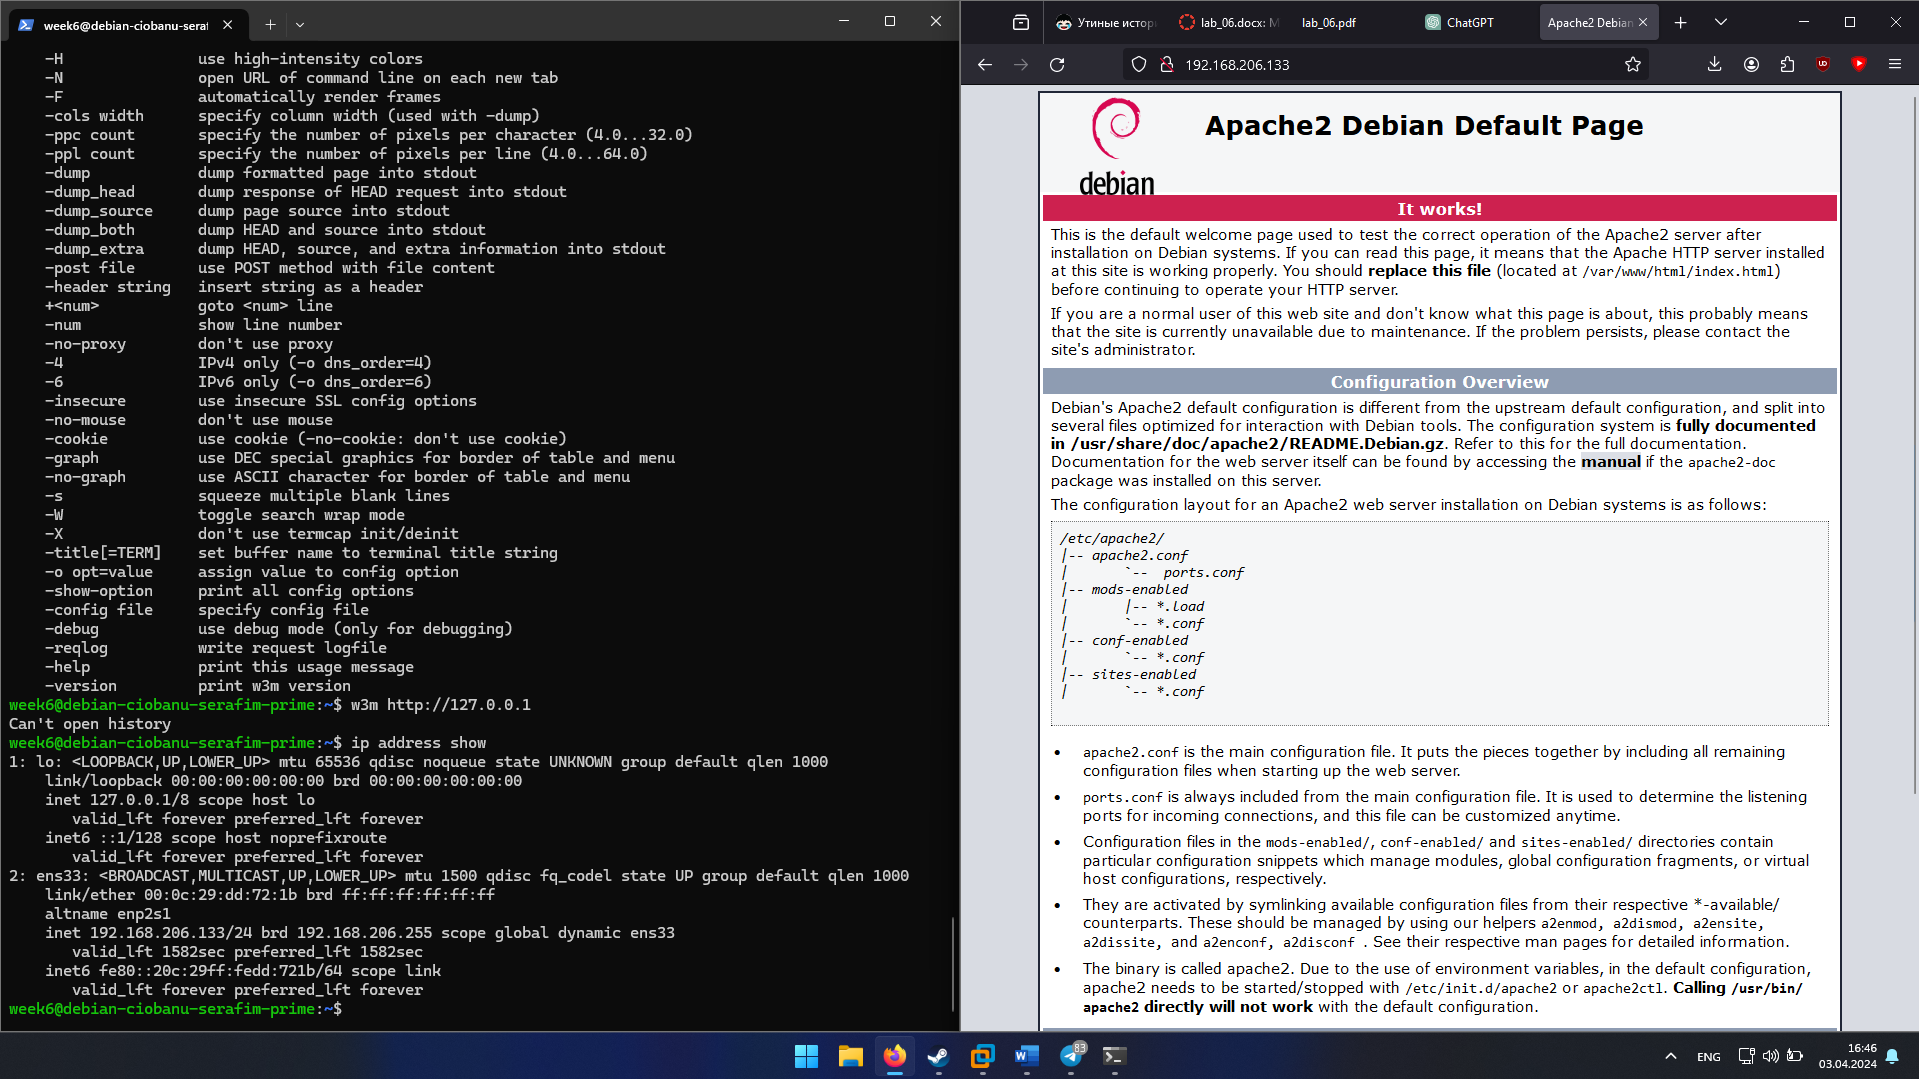 week6@debian-ciobanu-seraf
-H               use high-intensity colors
-N               open URL of command line on each new tab
-F               automatically render frames
-cols width      specify column width (used with -dump)
-ppc count       specify the number of pixels per character (4.0...32.0)
-ppl count       specify the number of pixels per line (4.0...64.0)
-dump            dump formatted page into stdout
-dump_head       dump response of HEAD request into stdout
-dump_source     dump page source into stdout
-dump_both       dump HEAD and source into stdout
-dump_extra      dump HEAD, source, and extra information into stdout
-post file       use POST method with file content
-header string   insert string as a header
+<num>           goto <num> line
-num             show line number
-no-proxy        don't use proxy
-4               IPv4 only (-o dns_order=4)
-6               IPv6 only (-o dns_order=6)
-insecure        use insecure SSL config options
-no-mouse        don't use mouse
-cookie          use cookie (-no-cookie: don't use cookie)
-graph           use DEC special graphics for border of table and menu
-no-graph        use ASCII character for border of table and menu
-s               squeeze multiple blank lines
-W               toggle search wrap mode
-X               don't use termcap init/deinit
-title[=TERM]    set buffer name to terminal title string
-o opt=value     assign value to config option
-show-option     print all config options
-config file     specify config file
-debug           use debug mode (only for debugging)
-reqlog          write request logfile
-help            print this usage message
-version         print w3m version
week6@debian-ciobanu-serafim-prime:~$ w3m http://127.0.0.1
Can't open history
week6@debian-ciobanu-serafim-prime:~$ ip address show
1: lo: <LOOPBACK,UP,LOWER_UP> mtu 65536 qdisc noqueue state UNKNOWN group default qlen 1000
link/loopback 00:00:00:00:00:00 brd 00:00:00:00:00:00
inet 127.0.0.1/8 scope host lo
valid_lft forever preferred_lft forever
inet6 ::1/128 scope host noprefixroute
valid_lft forever preferred_lft forever
2: ens33: <BROADCAST,MULTICAST,UP,LOWER_UP> mtu 1500 qdisc fq_codel state UP group default qlen 1000
link/ether 00:0c:29:dd:72:1b brd ff:ff:ff:ff:ff:ff
altname enp2s1
inet 192.168.206.133/24 brd 192.168.206.255 scope global dynamic ens33
valid_lft 1582sec preferred_lft 1582sec
inet6 fe80::20c:29ff:fedd:721b/64 scope link
valid_lft forever preferred_lft forever
week6@debian-ciobanu-serafim-prime:~$
Утиные истор
lab_06.docx: M
lab_06.pdf
ChatGPT
Apache2 Debian
192.168.206.133
debian
Apache2 Debian Default Page
It works!
This is the default welcome page used to test the correct operation of the Apache2 server after
installation on Debian systems. If you can read this page, it means that the Apache HTTP server installed
at this site is working properly. You should replace this file (located at /var/www/html/index.html)
before continuing to operate your HTTP server.
If you are a normal user of this web site and don't know what this page is about, this probably means
that the site is currently unavailable due to maintenance. If the problem persists, please contact the
site's administrator.
Configuration Overview
Debian's Apache2 default configuration is different from the upstream default configuration, and split into
several files optimized for interaction with Debian tools. The configuration system is fully documented
in /usr/share/doc/apache2/README.Debian.gz. Refer to this for the full documentation.
Documentation for the web server itself can be found by accessing the manual if the apache2-doc
package was installed on this server.
The configuration layout for an Apache2 web server installation on Debian systems is as follows:
/etc/apache2/
|-- apache2.conf
|       `--  ports.conf
|-- mods-enabled
|       |-- *.load
|       `-- *.conf
|-- conf-enabled
|       `-- *.conf
|-- sites-enabled
|       `-- *.conf
• apache2.conf is the main configuration file. It puts the pieces together by including all remaining
configuration files when starting up the web server.
• ports.conf is always included from the main configuration file. It is used to determine the listening
ports for incoming connections, and this file can be customized anytime.
• Configuration files in the mods-enabled/, conf-enabled/ and sites-enabled/ directories contain
particular configuration snippets which manage modules, global configuration fragments, or virtual
host configurations, respectively.
• They are activated by symlinking available configuration files from their respective *-available/
counterparts. These should be managed by using our helpers a2enmod, a2dismod, a2ensite,
a2dissite, and a2enconf, a2disconf . See their respective man pages for detailed information.
• The binary is called apache2. Due to the use of environment variables, in the default configuration,
apache2 needs to be started/stopped with /etc/init.d/apache2 or apache2ctl. Calling /usr/bin/
apache2 directly will not work with the default configuration.
83
ENG
16:46
03.04.2024